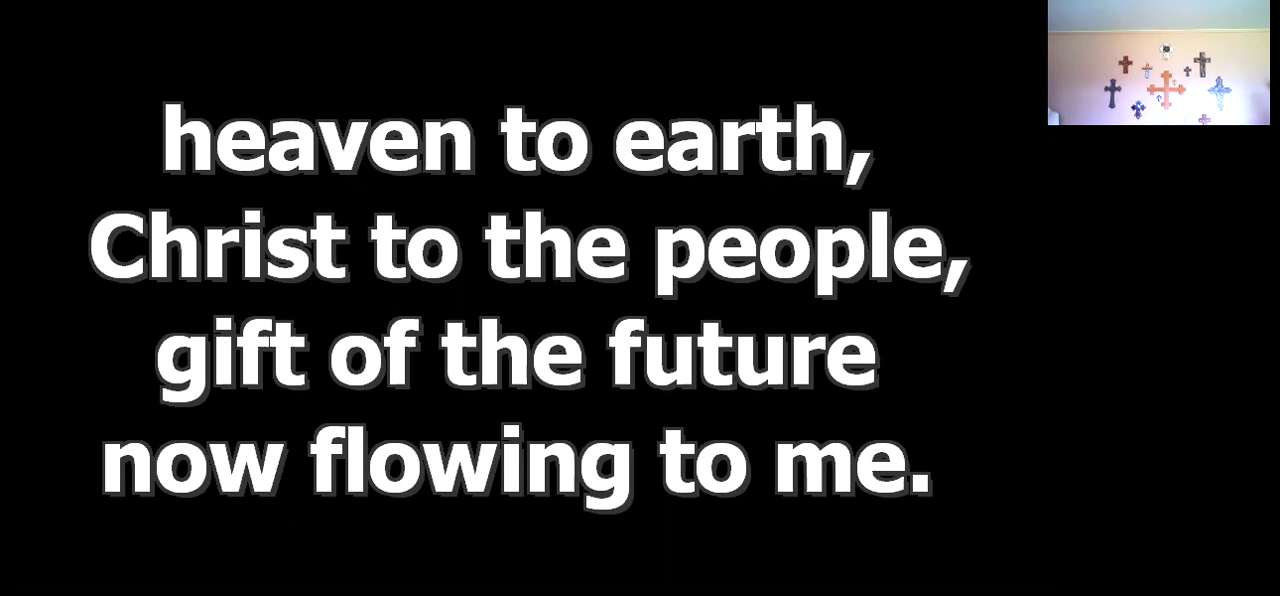 heaven to earth,
Christ to the people,
gift of the future
now flowing to me.